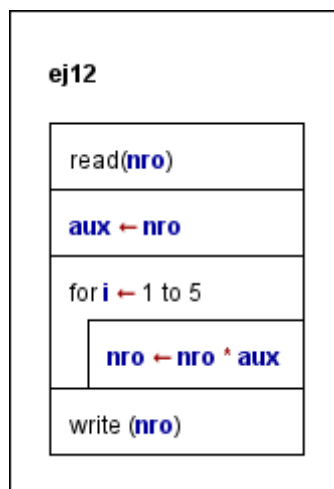 ej12
read(nro)
aux ← nro
for i ← 1 to 5
nro ← nro * aux
write (nro)